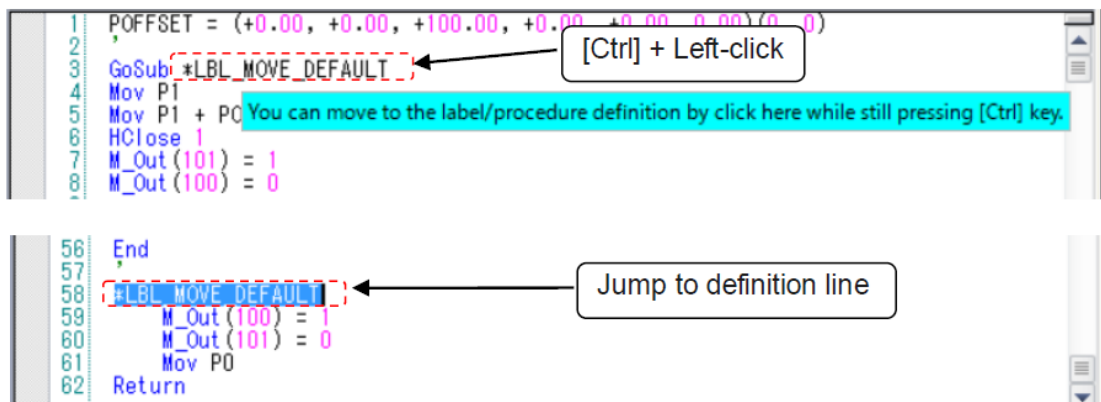 1 POFFSET = (+0.00, +0.00, +100.00, +0.00, +0.00, 0.00)(0, 0)
2 '
[Ctrl] + Left-click
3 GoSub *LBL_MOVE_DEFAULT
4 Mov P1
5 Mov P1 + PO
You can move to the label/procedure definition by click here while still pressing [Ctrl] key.
6 HClose 1
7 M_Out(101) = 1
8 M_Out(100) = 0
56 End
57 '
58 *LBL_MOVE_DEFAULT
Jump to definition line
59 M_Out(100) = 1
60 M_Out(101) = 0
61 Mov P0
62 Return